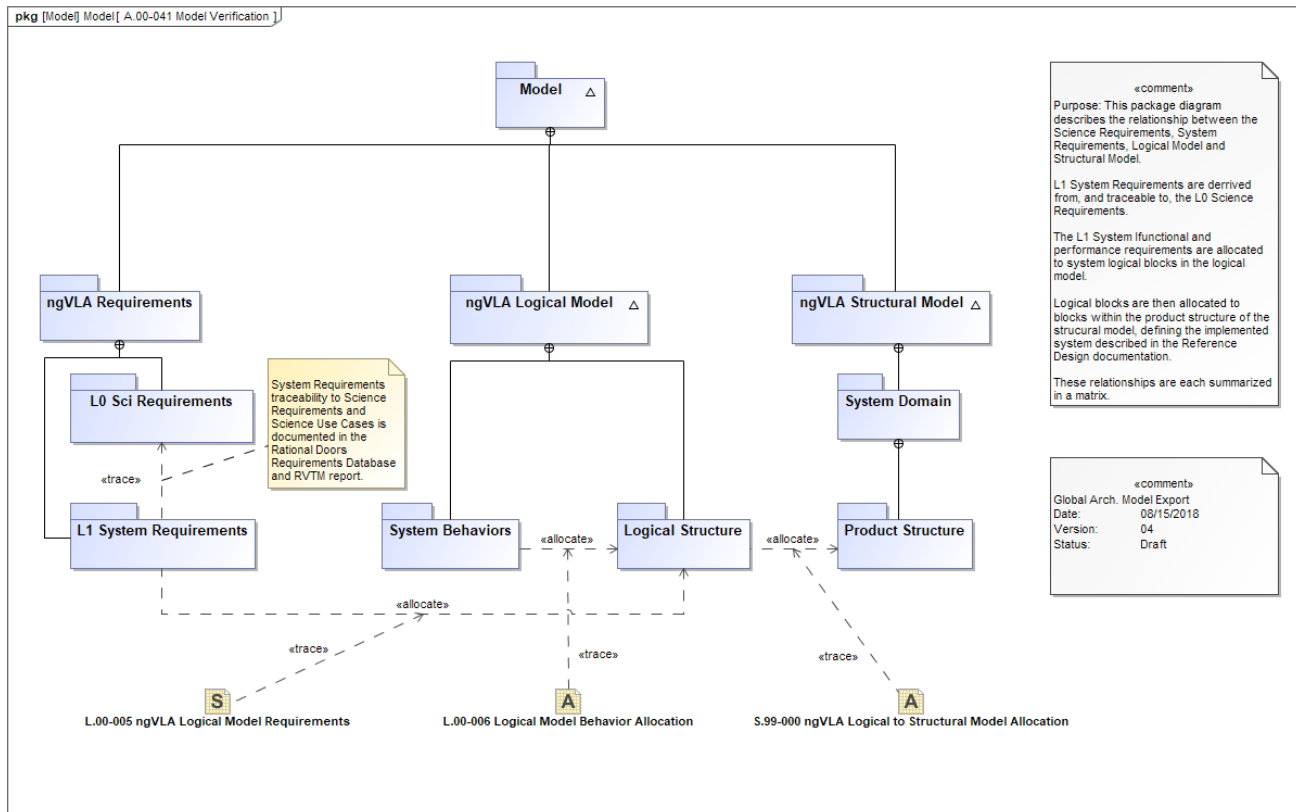 pkg [Model] Model[ A.00-041 Model Verification ]
Model
«comment»
Purpose: This package diagram
describes the relationship between the
Science Requirements, System
Requirements, Logical Model and
Structural Model.
L1 System Requirements are derrived
from, and traceable to, the L0 Science
Requirements.
The L1 System lfunctional and
performance requirements are allocated
to system logical blocks in the logical
model.
Logical blocks are then allocated to
blocks within the product structure of the
strucural model, defining the implemented
system described in the Reference
Design documentation.
These relationships are each summarized
in a matrix.
ngVLA Requirements
ngVLA Logical Model
ngVLA Structural Model
L0 Sci Requirements
System Requirements
traceability to Science
Requirements and
Science Use Cases is
documented in the
Rational Doors
Requirements Database
and RVTM report.
System Domain
«trace»
«comment»
Global Arch. Model Export
Date: 08/15/2018
Version: 04
Status: Draft
L1 System Requirements
System Behaviors
«allocate»
Logical Structure
«allocate»
Product Structure
«allocate»
«trace»
«trace»
«trace»
S
A
A
L.00-005 ngVLA Logical Model Requirements
L.00-006 Logical Model Behavior Allocation
S.99-000 ngVLA Logical to Structural Model Allocation